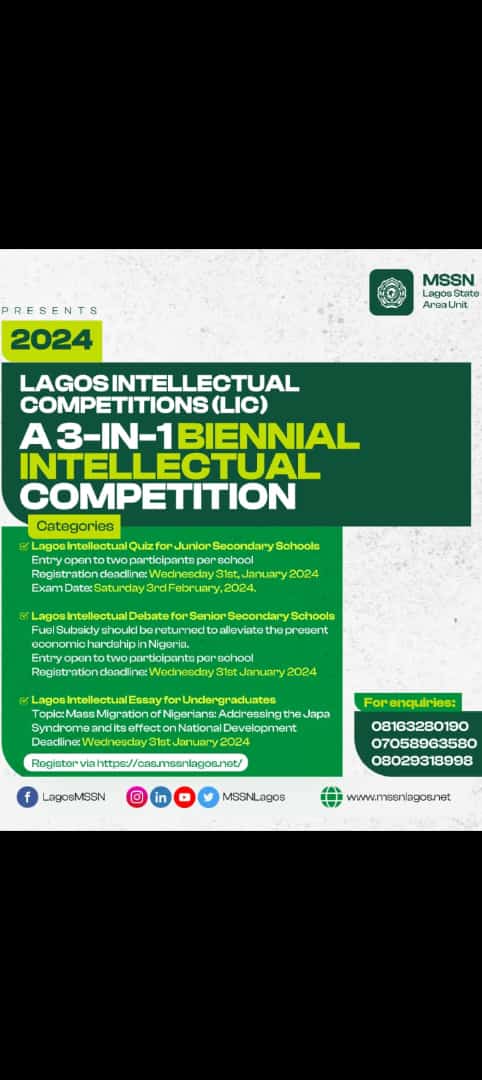 MSSN
Lagos State
Area Unit
PRESENTS
2024
LAGOS INTELLECTUAL
COMPETITIONS (LIC)
A 3-IN-1 BIENNIAL
INTELLECTUAL
COMPETITION
Categories
Lagos Intellectual Quiz for Junior Secondary Schools
Entry open to two participants per school
Registration deadline: Wednesday 31st, January 2024
Exam Date: Saturday 3rd February, 2024.
Lagos Intellectual Debate for Senior Secondary Schools
Fuel Subsidy should be returned to alleviate the present
economic hardship in Nigeria.
Entry open to two participants per school
Registration deadline: Wednesday 31st January 2024
Lagos Intellectual Essay for Undergraduates
Topic: Mass Migration of Nigerians: Addressing the Japa
Syndrome and its effect on National Development
Deadline: Wednesday 31st January 2024
Register via https://cas.mssnlagos.net/
For enquiries:
08163280190
07058963580
08029318998
LagosMSSN
MSSNLagos
www.mssnlagos.net